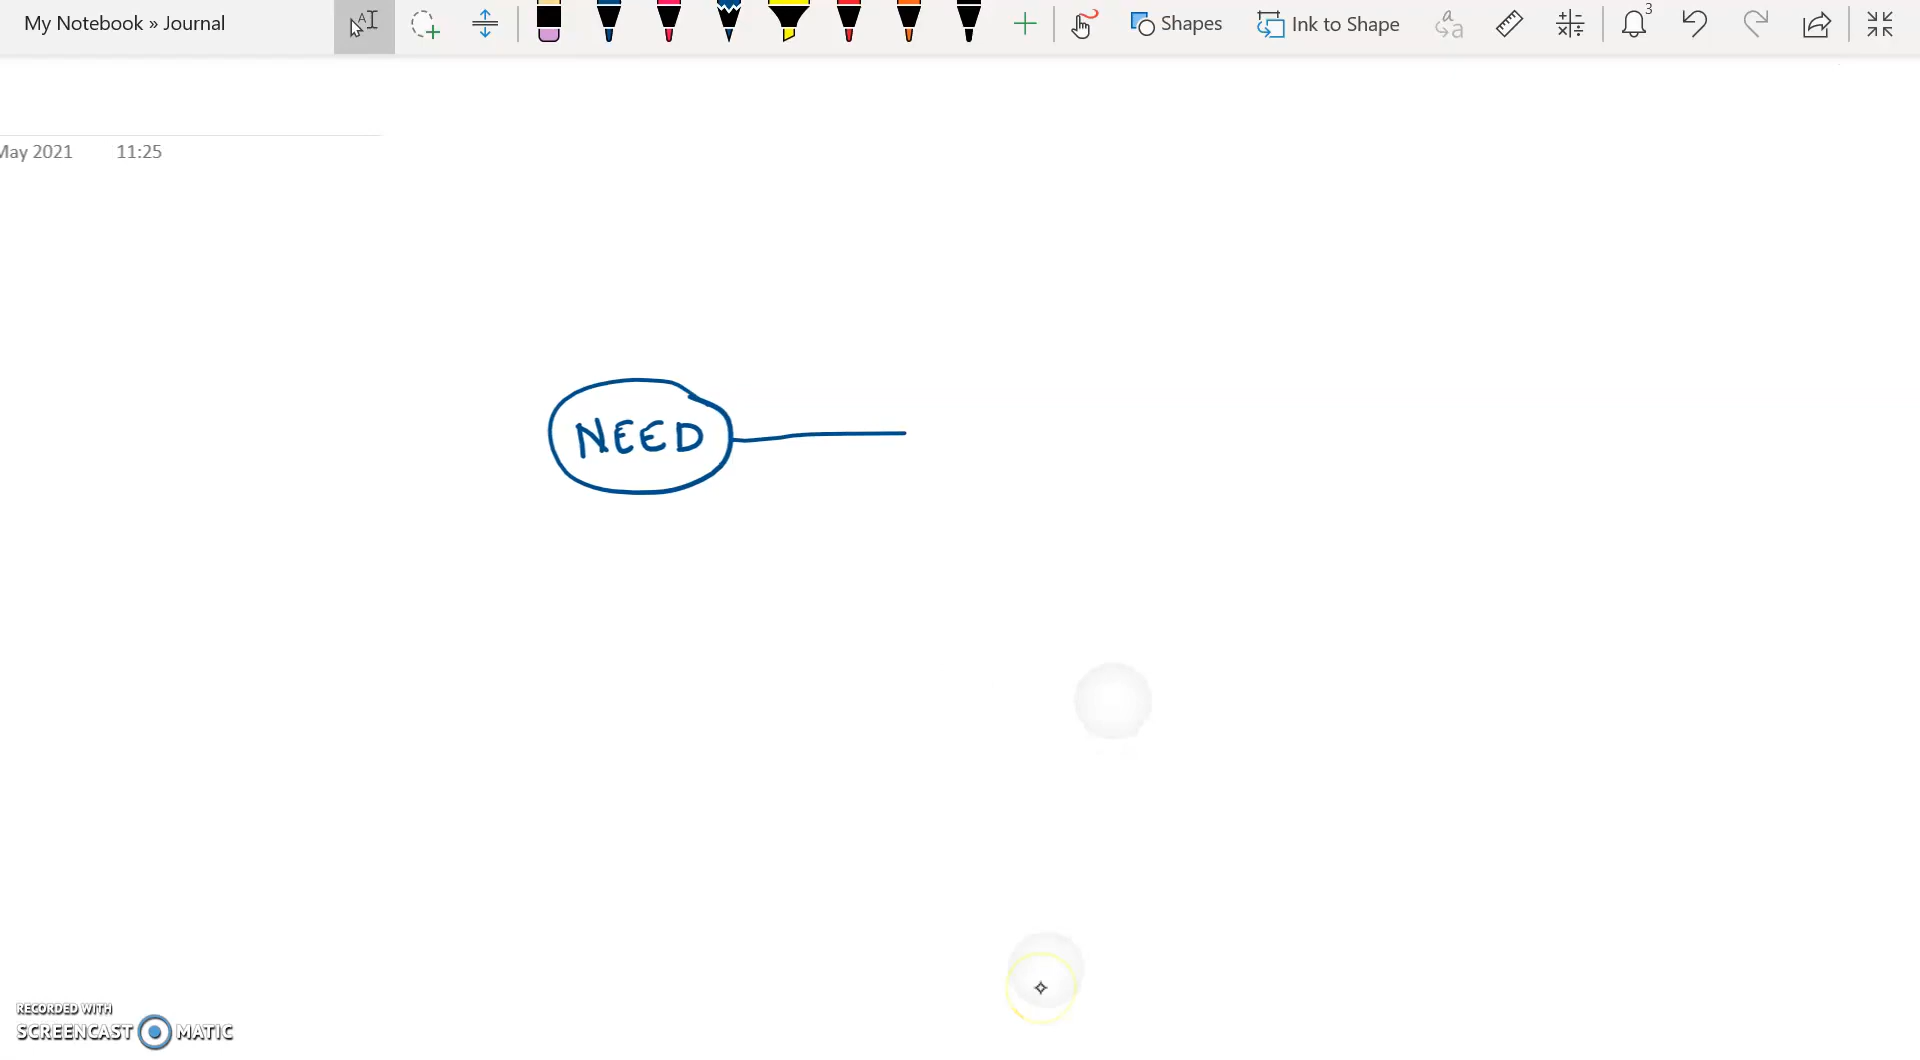 My Notebook » Journal
Shapes
Ink to Shape
3
May 2021 11:25
NEED
RECORDED WITH
SCREENCAST MATIC